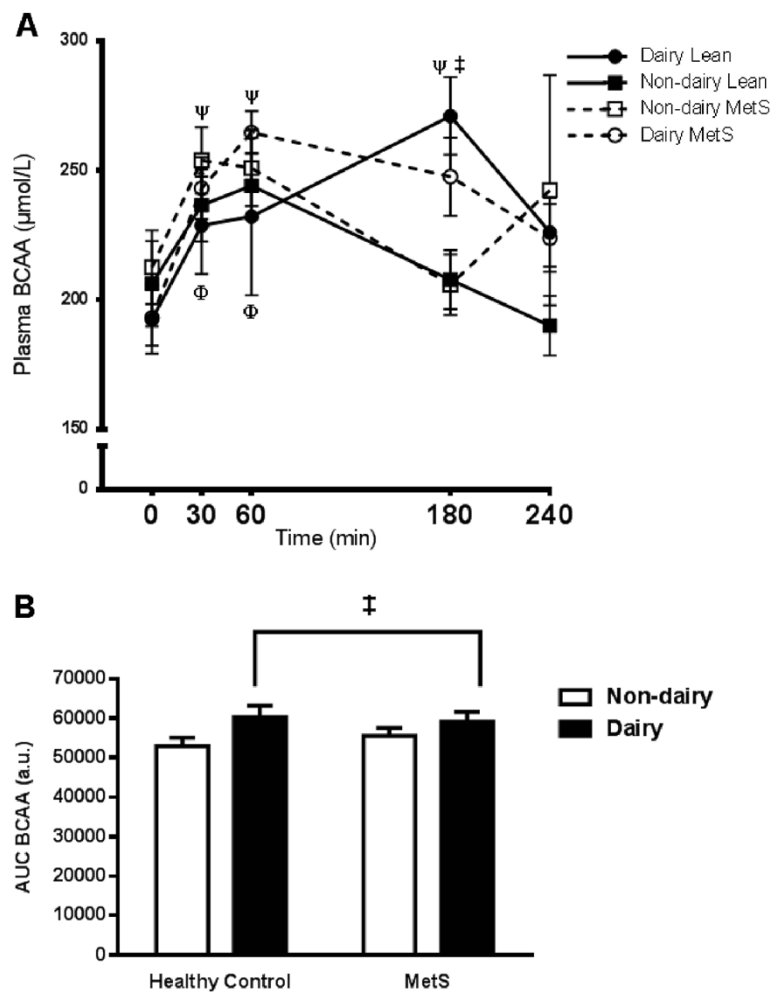 A
300
250
200
150
0
Plasma BCAA (µmol/L)
ψ
ψ
ψ ‡
Φ
Φ
Dairy Lean
Non-dairy Lean
Non-dairy MetS
Dairy MetS
0 30 60 180 240
Time (min)
B
‡
70000
60000
50000
40000
30000
20000
10000
0
AUC BCAA (a.u.)
Non-dairy
Dairy
Healthy Control MetS